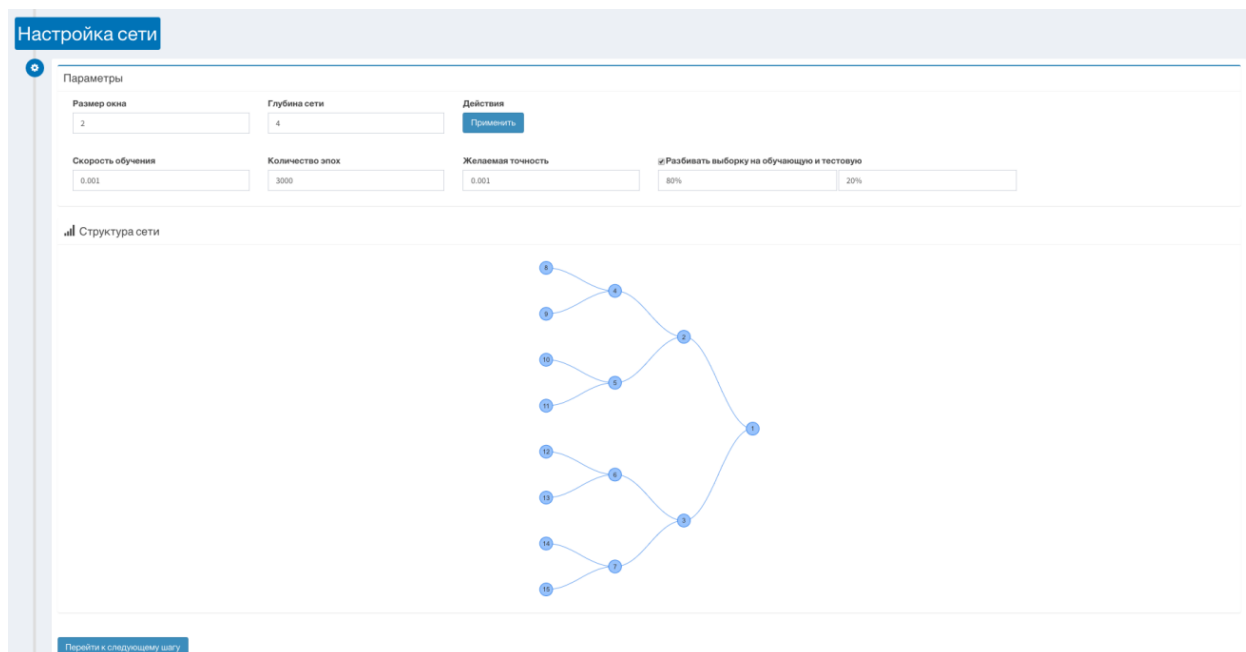 Настройка сети
Параметры
Размер окна Глубина сети Действия
2 4 Применить
Скорость обучения Количество эпох Желаемая точность Разбивать выборку на обучающую и тестовую
0.001 3000 0.001 80% 20%
Структура сети
8
4
9
2
10
5
11
1
12
6
13
3
14
7
15
Перейти к следующему шагу